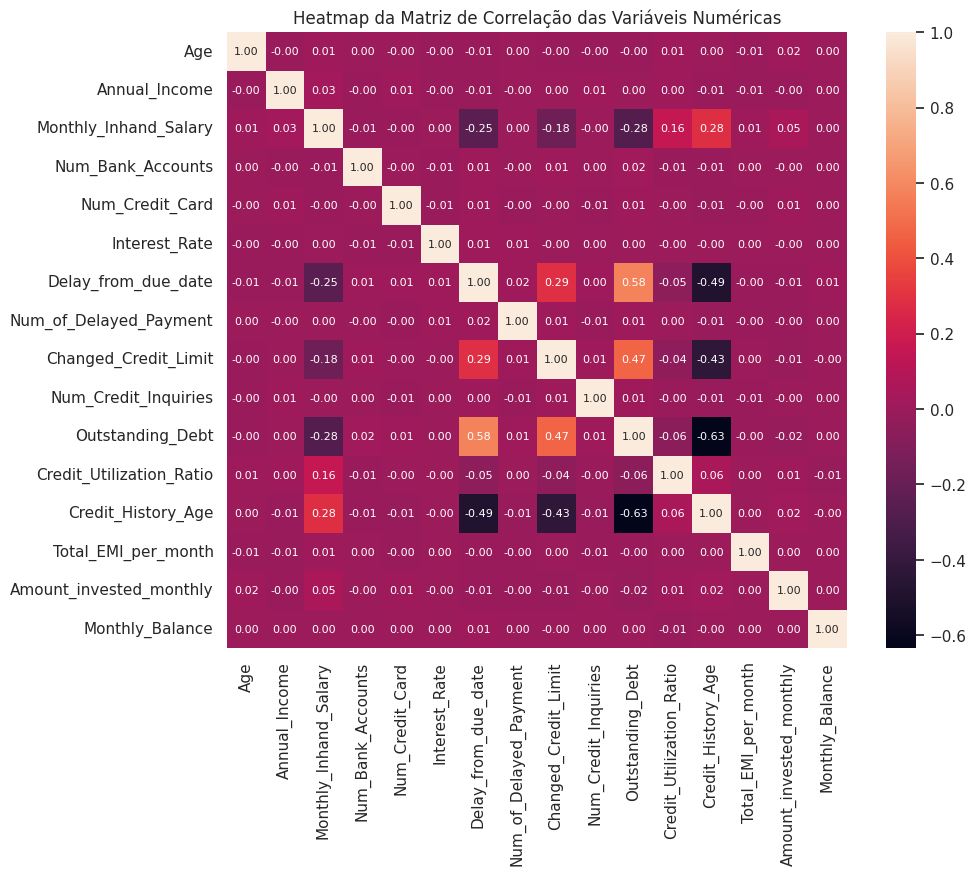 Heatmap da Matriz de Correlação das Variáveis Numéricas
Age 1.00 -0.00 0.01 0.00 -0.00 -0.00 -0.01 0.00 -0.00 -0.00 -0.00 0.01 0.00 -0.01 0.02 0.00
Annual_Income -0.00 1.00 0.03 -0.00 0.01 -0.00 -0.01 -0.00 0.00 0.01 0.00 0.00 -0.01 -0.01 -0.00 0.00
Monthly_Inhand_Salary 0.01 0.03 1.00 -0.01 -0.00 0.00 -0.25 0.00 -0.18 -0.00 -0.28 0.16 0.28 0.01 0.05 0.00
Num_Bank_Accounts 0.00 -0.00 -0.01 1.00 -0.00 -0.01 0.01 -0.00 0.01 0.00 0.02 -0.01 -0.01 0.00 -0.00 0.00
Num_Credit_Card -0.00 0.01 -0.00 -0.00 1.00 -0.01 0.01 -0.00 -0.00 -0.01 0.01 -0.00 -0.01 -0.00 0.01 0.00
Interest_Rate -0.00 -0.00 0.00 -0.01 -0.01 1.00 0.01 0.01 -0.00 0.00 0.00 -0.00 0.00 0.00 -0.00 0.00
Delay_from_due_date -0.01 -0.01 -0.25 0.01 0.01 0.01 1.00 0.02 0.29 0.00 0.58 -0.05 -0.49 -0.00 -0.01 0.01
Num_of_Delayed_Payment 0.00 -0.00 0.00 -0.00 -0.00 0.01 0.02 1.00 0.01 -0.01 0.01 0.00 -0.01 0.00 -0.00 0.00
Changed_Credit_Limit -0.00 0.00 -0.18 0.01 -0.00 -0.00 0.29 0.01 1.00 0.01 0.47 -0.04 -0.43 0.00 -0.01 -0.00
Num_Credit_Inquiries -0.00 0.01 -0.00 0.00 -0.01 0.00 0.00 -0.01 0.01 1.00 0.01 -0.00 -0.01 -0.01 -0.00 0.00
Outstanding_Debt -0.00 0.00 -0.28 0.02 0.01 0.00 0.58 0.01 0.47 0.01 1.00 -0.06 -0.63 -0.00 -0.02 0.00
Credit_Utilization_Ratio 0.01 0.00 0.16 -0.01 -0.00 -0.00 -0.05 0.00 -0.04 -0.00 -0.06 1.00 0.06 0.00 0.01 -0.01
Credit_History_Age 0.00 -0.01 0.28 -0.01 -0.01 0.00 -0.49 -0.01 -0.43 -0.01 -0.63 0.06 1.00 0.00 0.02 -0.00
Total_EMI_per_month -0.01 -0.01 0.01 0.00 -0.00 0.00 -0.00 0.00 0.00 -0.01 -0.00 0.00 0.00 1.00 0.00 0.00
Amount_invested_monthly 0.02 -0.00 0.05 -0.00 0.01 -0.00 -0.01 -0.00 -0.01 -0.00 -0.02 0.01 0.02 0.00 1.00 0.00
Monthly_Balance 0.00 0.00 0.00 0.00 0.00 0.00 0.01 0.00 -0.00 0.00 0.00 -0.01 -0.00 0.00 0.00 1.00
Age Annual_Income Monthly_Inhand_Salary Num_Bank_Accounts Num_Credit_Card Interest_Rate Delay_from_due_date Num_of_Delayed_Payment Changed_Credit_Limit Num_Credit_Inquiries Outstanding_Debt Credit_Utilization_Ratio Credit_History_Age Total_EMI_per_month Amount_invested_monthly Monthly_Balance
1.0
0.8
0.6
0.4
0.2
0.0
−0.2
−0.4
−0.6